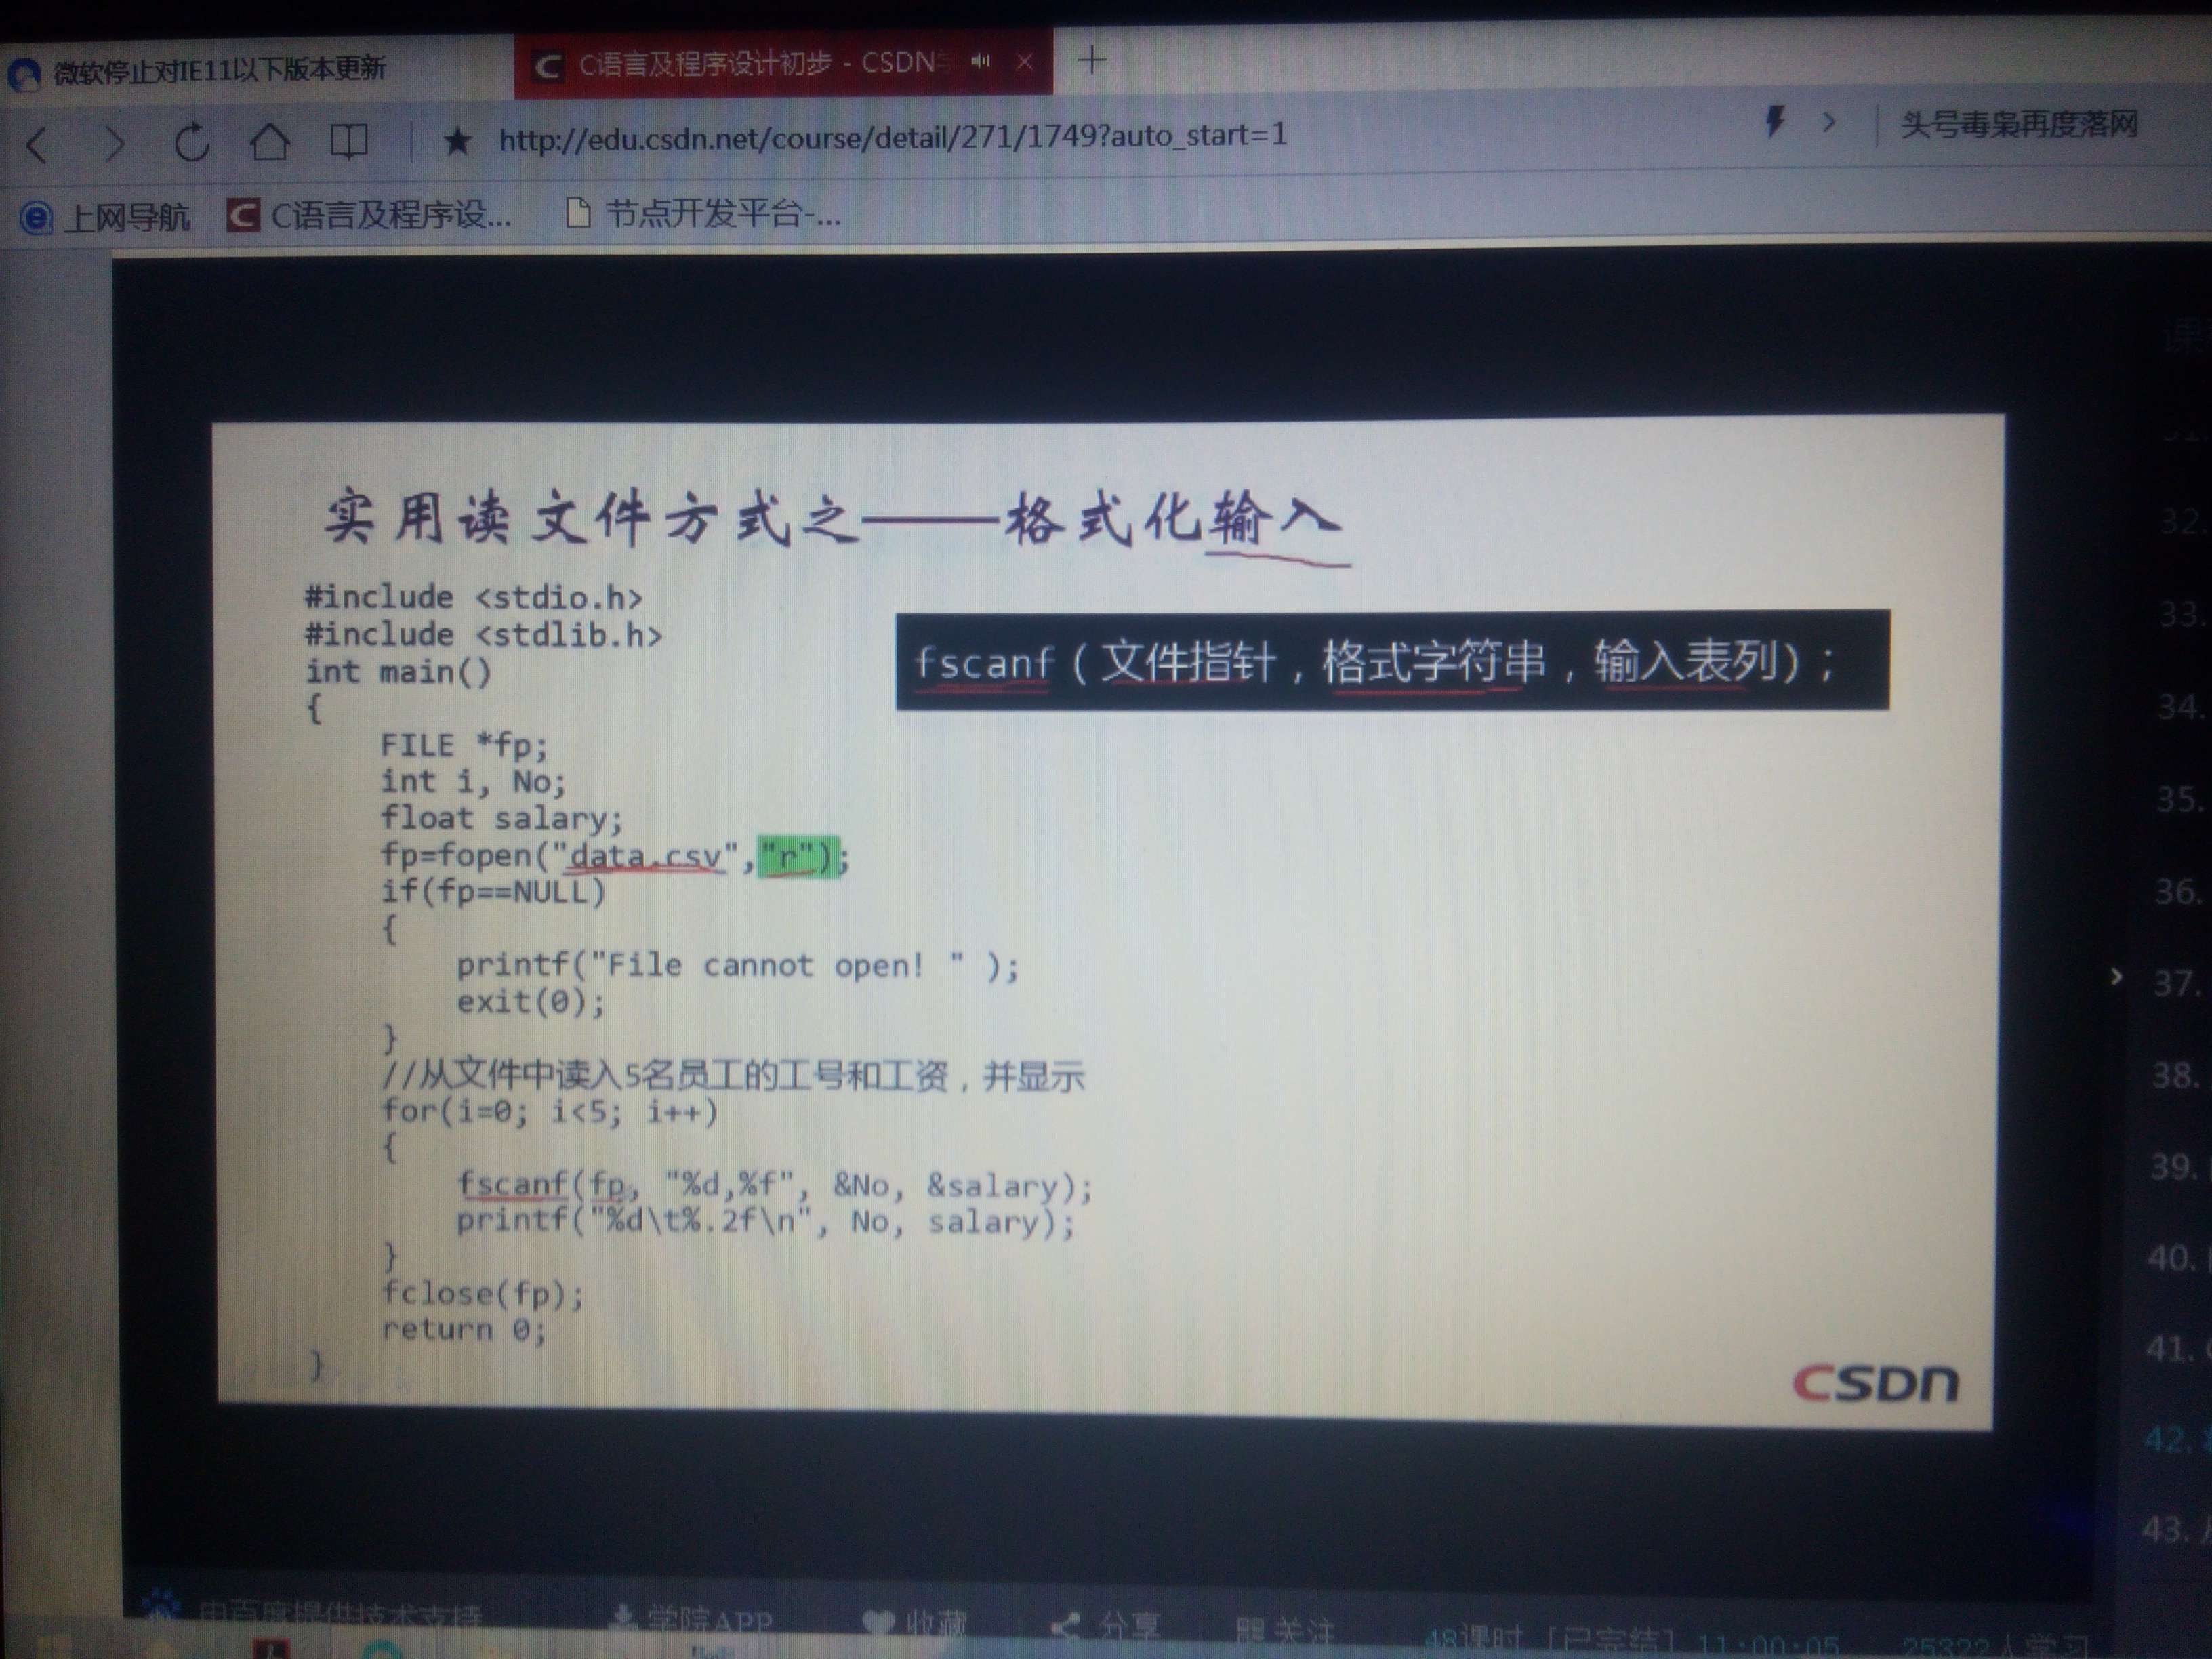 微软停止对IE11以下版本更新
C语言及程序设计初步 - CSDN
http://edu.csdn.net/course/detail/271/1749?auto_start=1
头号毒枭再度落网
上网导航 C语言及程序设... 节点开发平台-...
实用读文件方式之——格式化输入
#include <stdio.h>
#include <stdlib.h>
fscanf(文件指针，格式字符串，输入表列)；
int main()
{
FILE *fp;
int i, No;
float salary;
fp=fopen("data.csv","r");
if(fp==NULL)
{
printf("File cannot open! " );
exit(0);
}
//从文件中读入5名员工的工号和工资，并显示
for(i=0; i<5; i++)
{
fscanf(fp, "%d,%f", &No, &salary);
printf("%d\t%.2f\n", No, salary);
}
fclose(fp);
return 0;
}
CSDN
32.
33.
34.
35.
36.
37.
38.
39.
40.
41.
42.
43.
由百度提供技术支持 学院APP 收藏 分享 关注 48课时 [已完结] 11:00:05 25322人学习